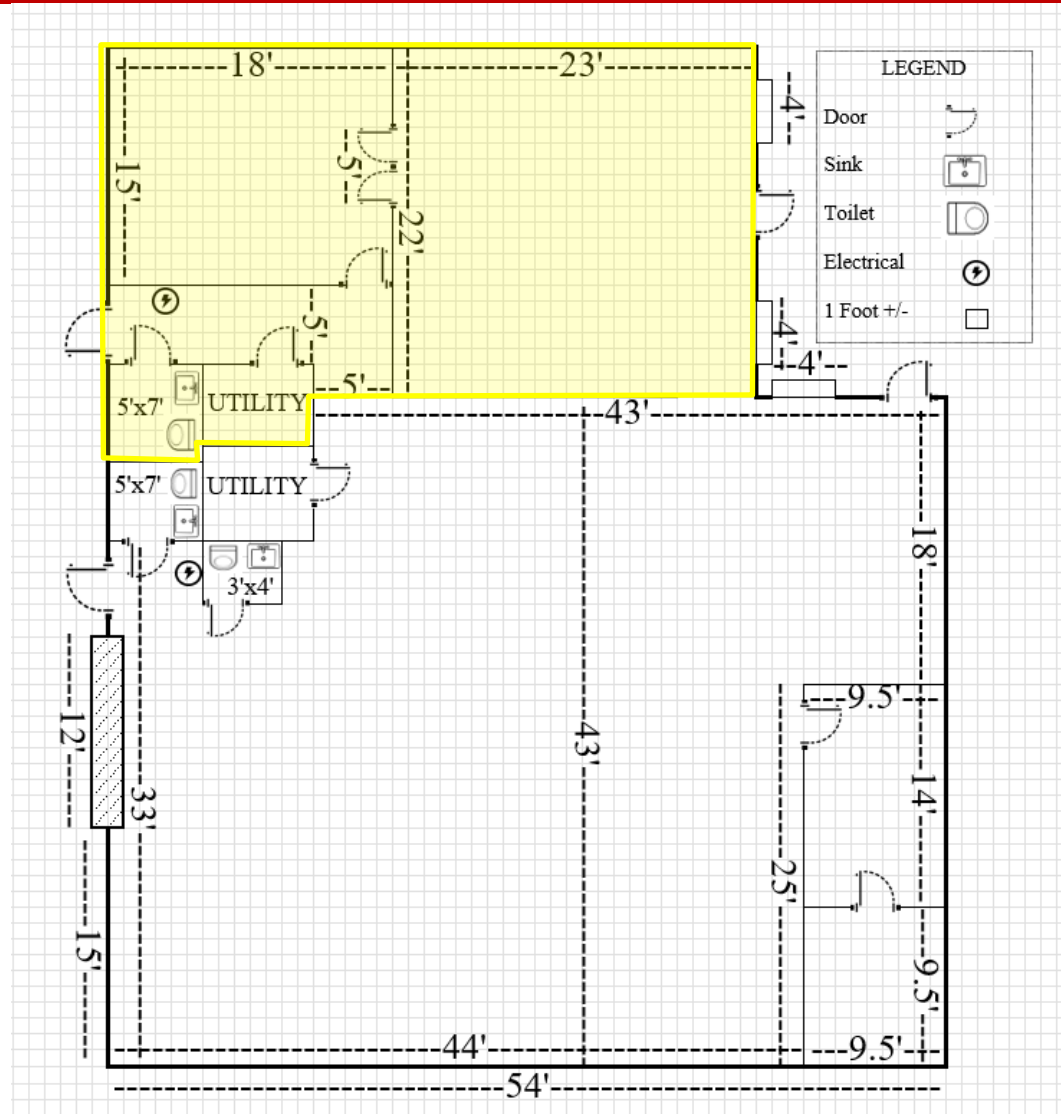 18'
23'
LEGEND
4'
Door
5'
15'
Sink
Toilet
22'
Electrical
1 Foot +/-
5'
4'
4'
5'
5'x7'
UTILITY
43'
5'x7'
UTILITY
18'
3'x4'
9.5'
12'
43'
33'
14'
25'
15'
9.5'
44'
9.5'
54'